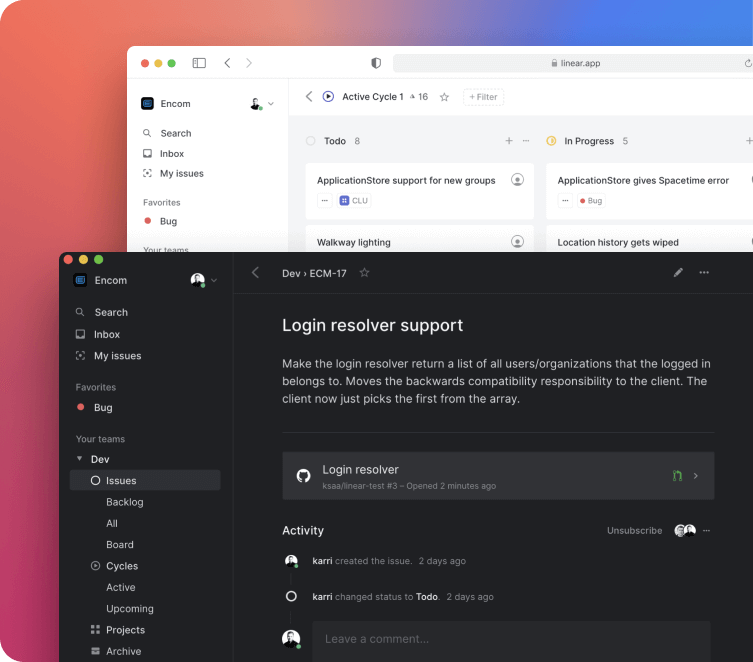 linear.app
Encom
Active Cycle 1 16
+ Filter
Search
Inbox
My issues
Favorites
Bug
Your teams
Todo 8
In Progress 5
ApplicationStore support for new groups
CLU
ApplicationStore gives Spacetime error
Bug
Walkway lighting
Location history gets wiped
Encom
Search
Inbox
My issues
Favorites
Bug
Your teams
Dev
Issues
Backlog
All
Board
Cycles
Active
Upcoming
Projects
Archive
Dev › ECM-17
Login resolver support
Make the login resolver return a list of all users/organizations that the logged in
belongs to. Moves the backwards compatibility responsibility to the client. The
client now just picks the first from the array.
Login resolver
ksaa/linear-test #3 – Opened 2 minutes ago
Activity
Unsubscribe
karri created the issue. 2 days ago
karri changed status to Todo. 2 days ago
Leave a comment...